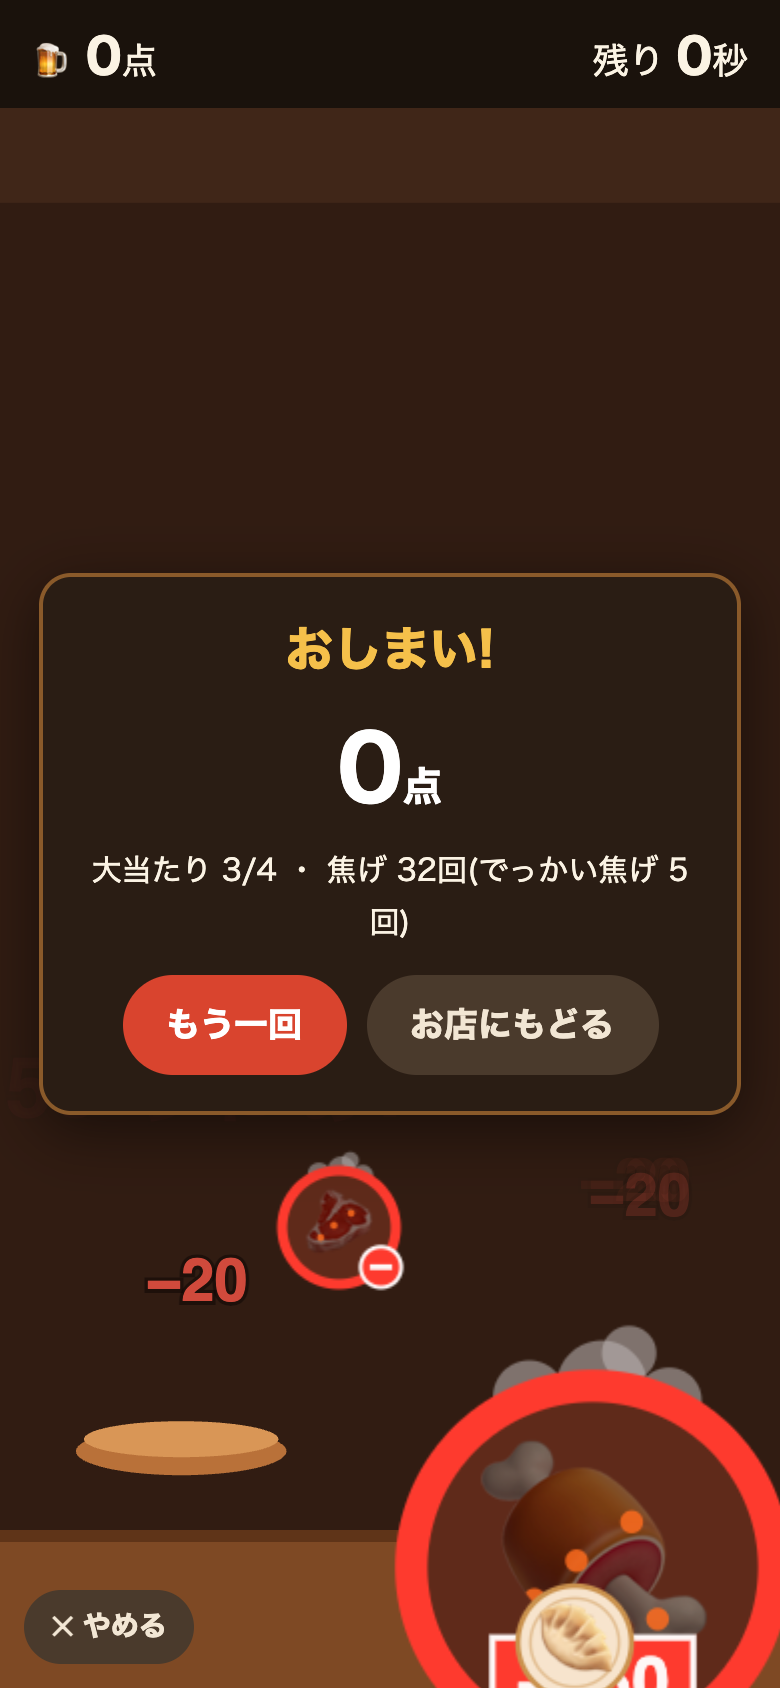 0点
残り 0秒
おしまい!
0点
大当たり 3/4 ・ 焦げ 32回(でっかい焦げ 5
回)
もう一回
お店にもどる
−20
−20
× やめる